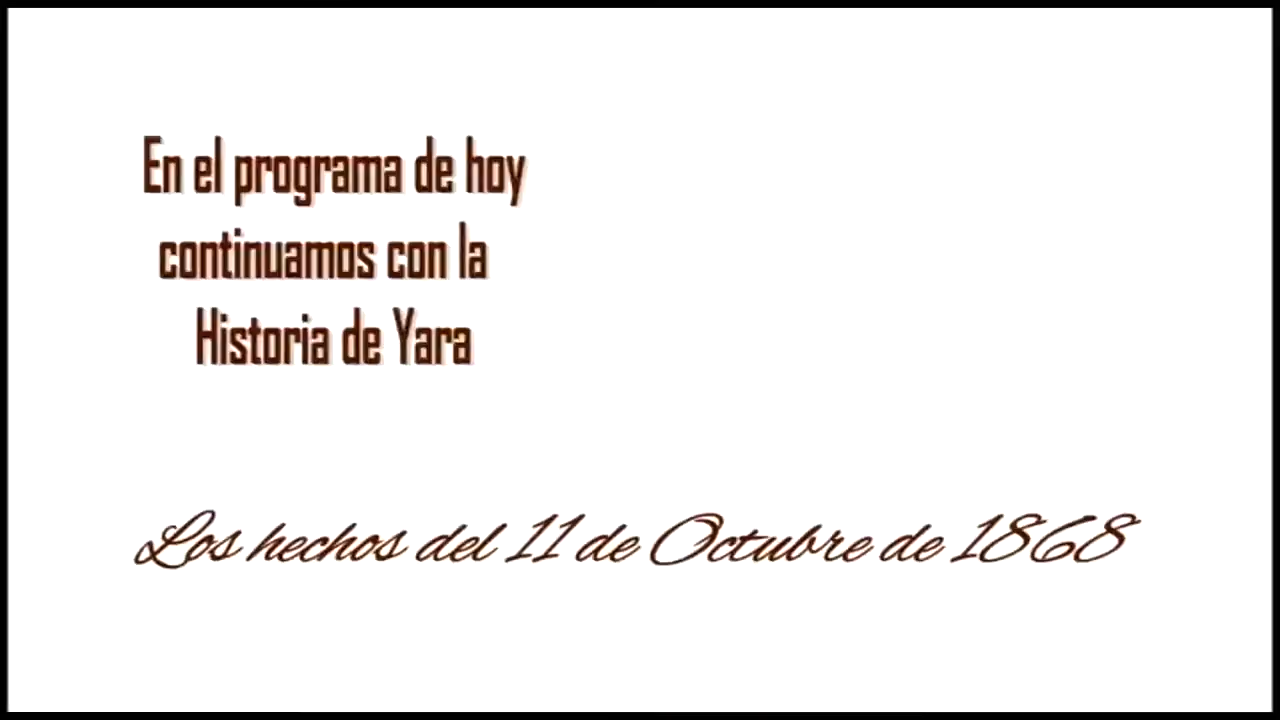 En el programa de hoy
continuamos con la
Historia de Yara
Los hechos del 11 de Octubre de 1868